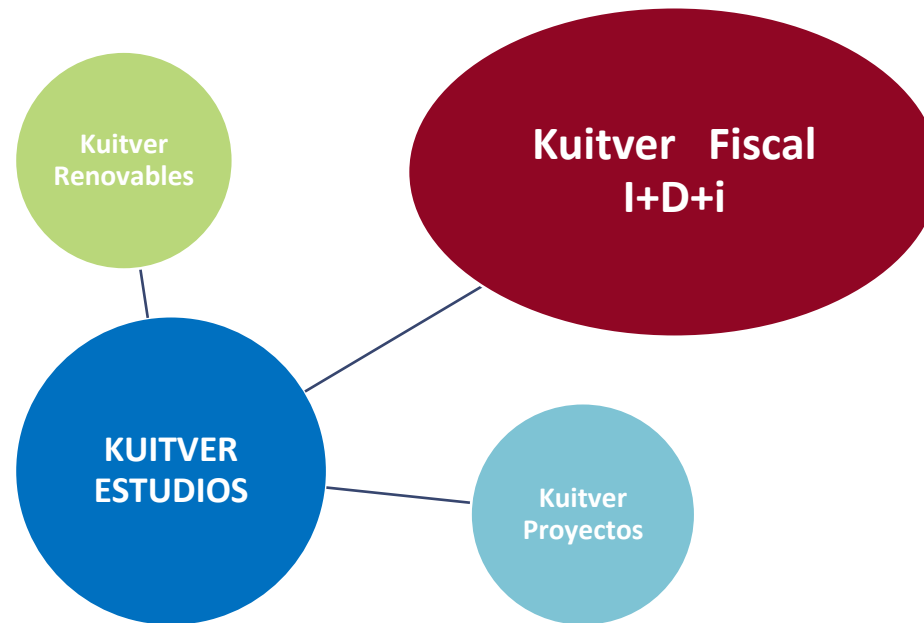 Kuitver
Renovables
Kuitver Fiscal
I+D+i
KUITVER
ESTUDIOS
Kuitver
Proyectos